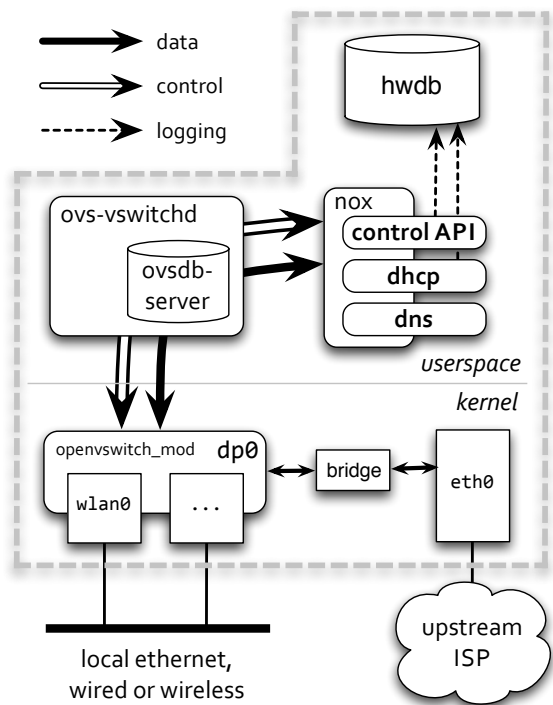 data
control
logging
hwdb
ovs-vswitchd
ovsdb-
server
nox
control API
dhcp
dns
userspace
kernel
openvswitch_mod
dp0
wlan0
...
bridge
eth0
local ethernet,
wired or wireless
upstream
ISP